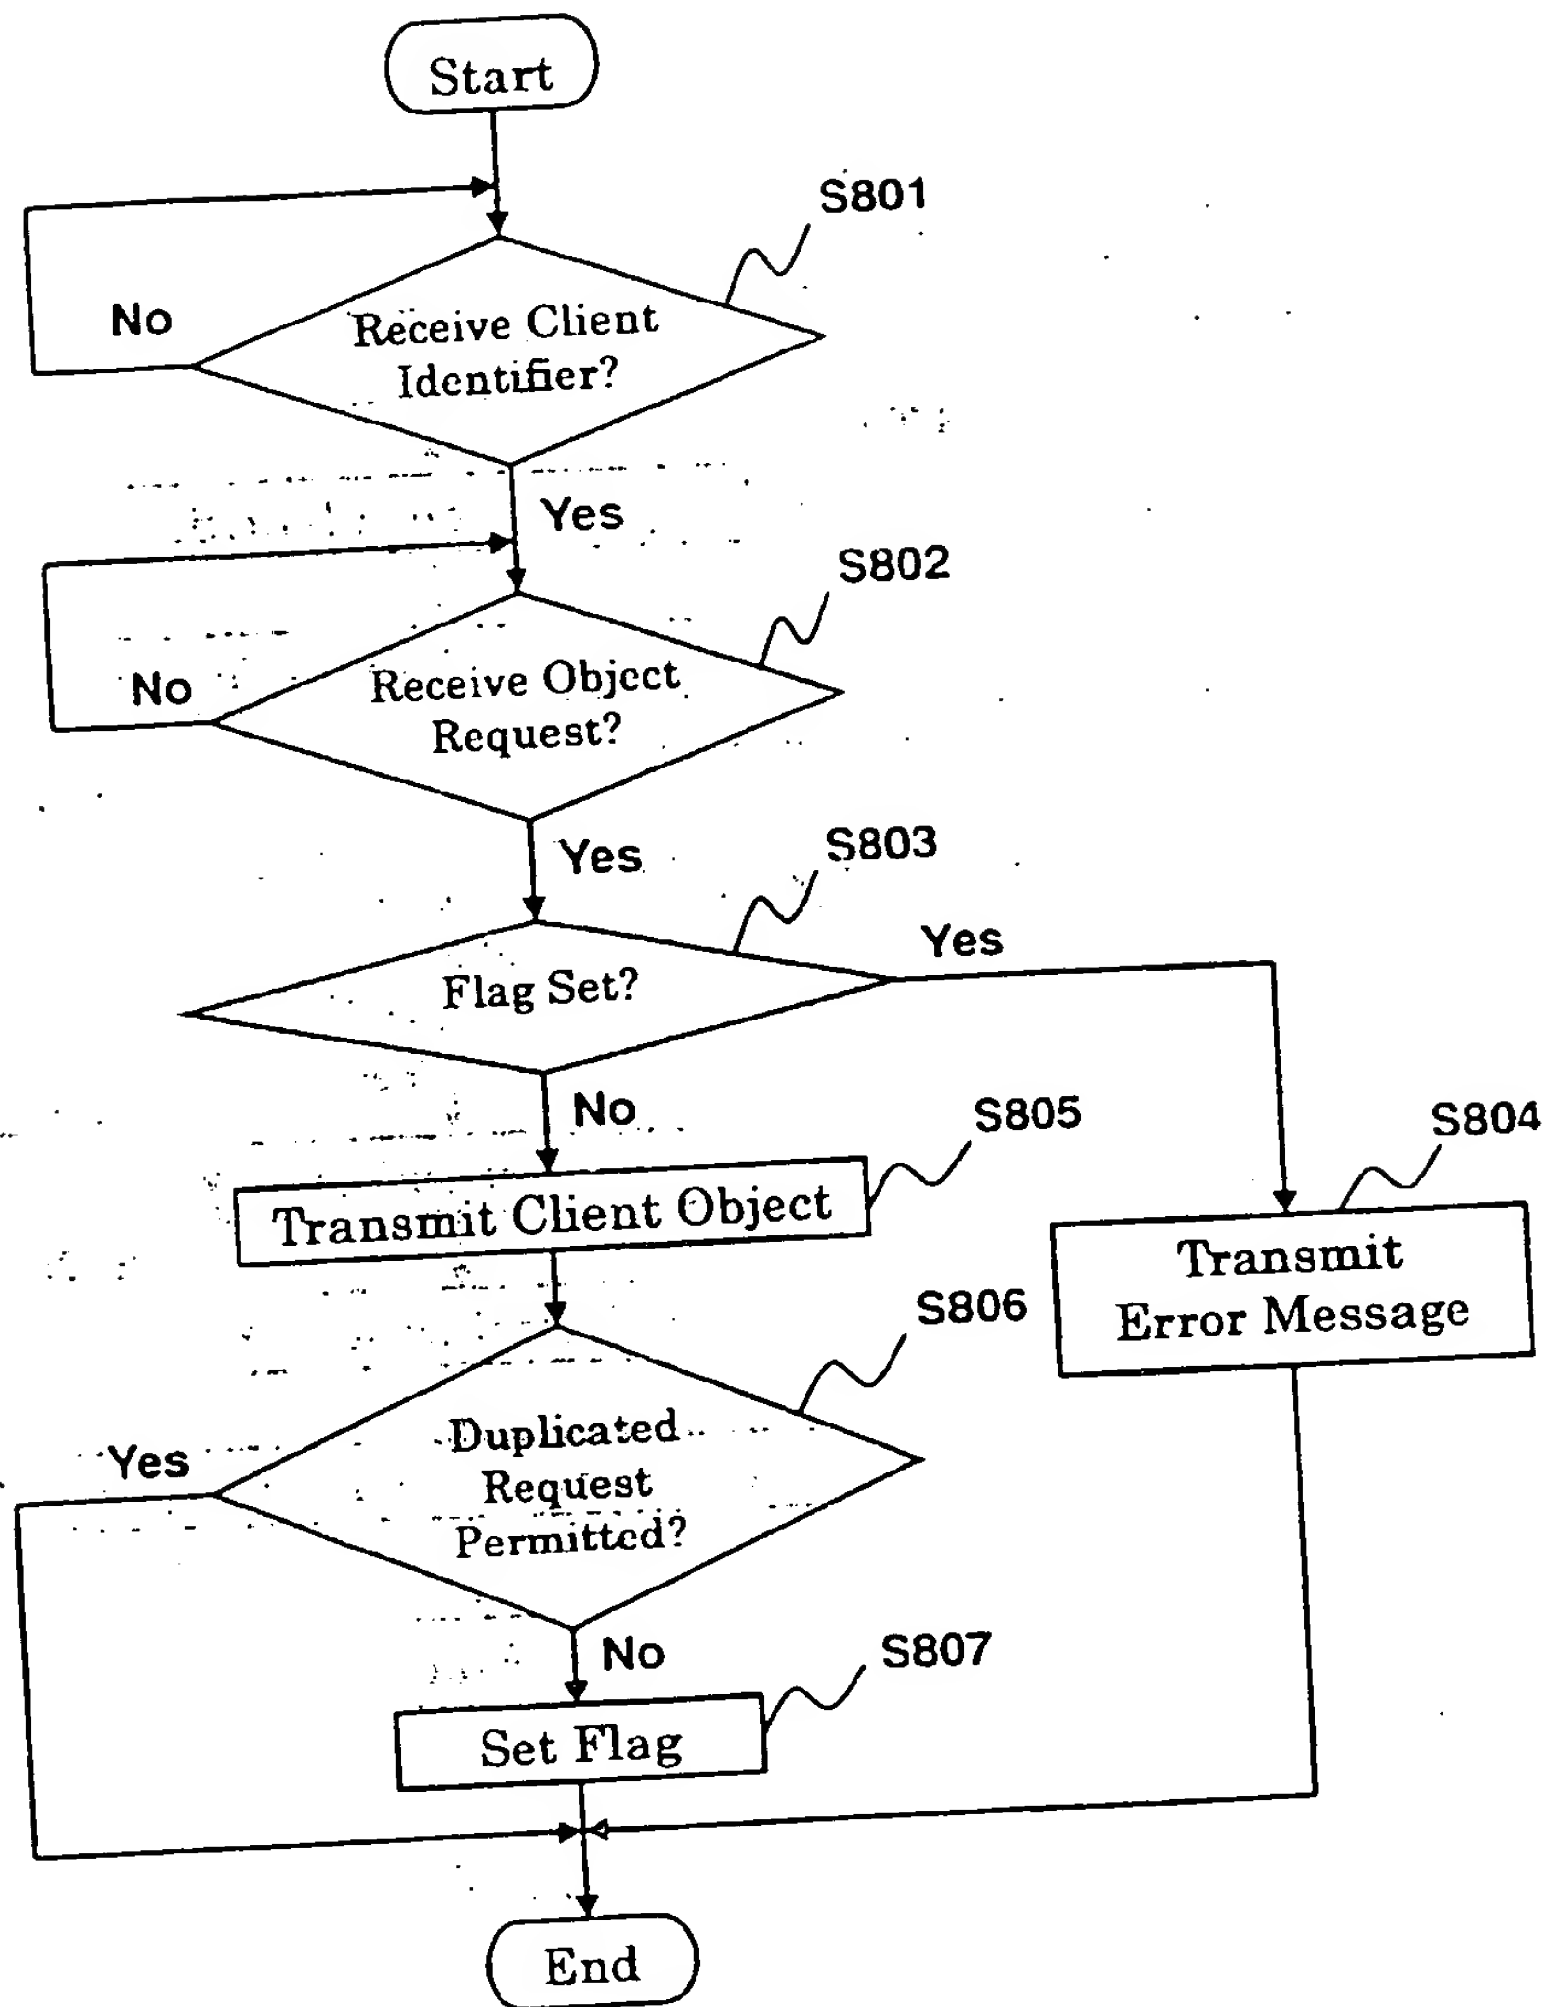 Start
S801
No
Receive Client
Identifier?
Yes
S802
No
Receive Object
Request?
Yes
S803
Flag Set?
Yes
No
S805
S804
Transmit Client Object
Transmit
Error Message
S806
Yes
Duplicated
Request
Permitted?
No
S807
Set Flag
End